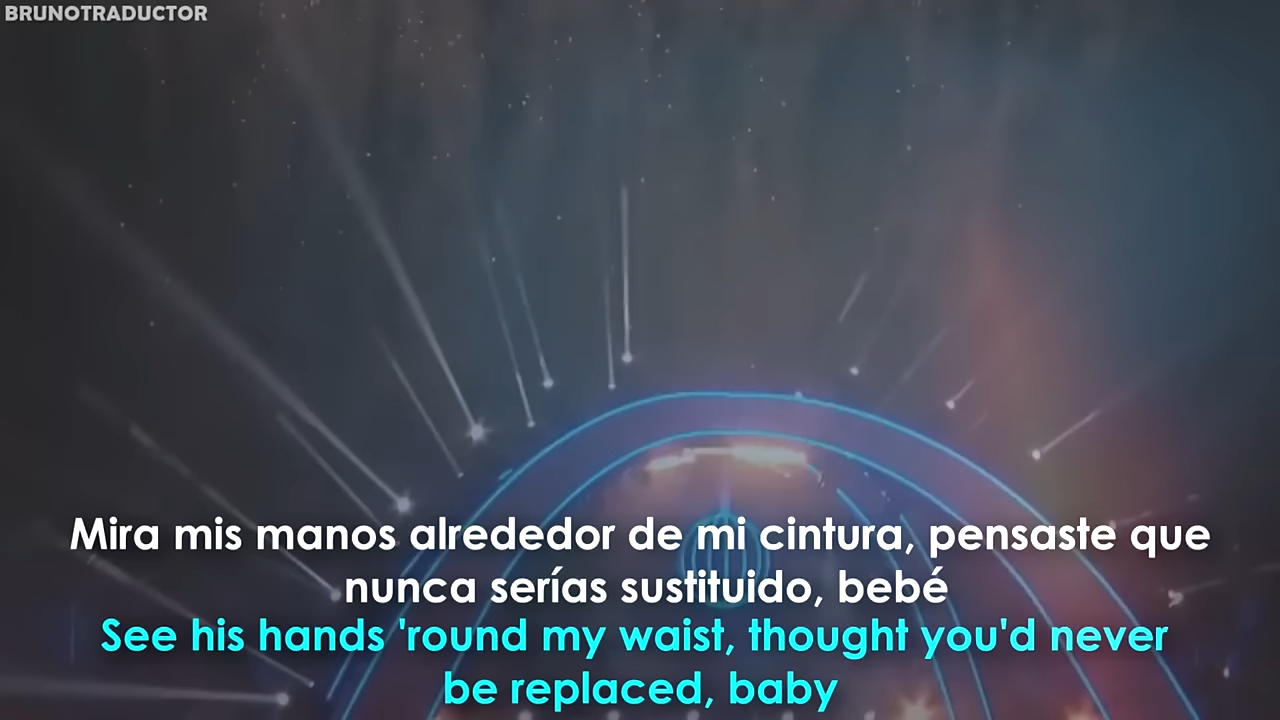 BRUNOTRADUCTOR
Mira mis manos alrededor de mi cintura, pensaste que
nunca serías sustituido, bebé
See his hands 'round my waist, thought you'd never
be replaced, baby